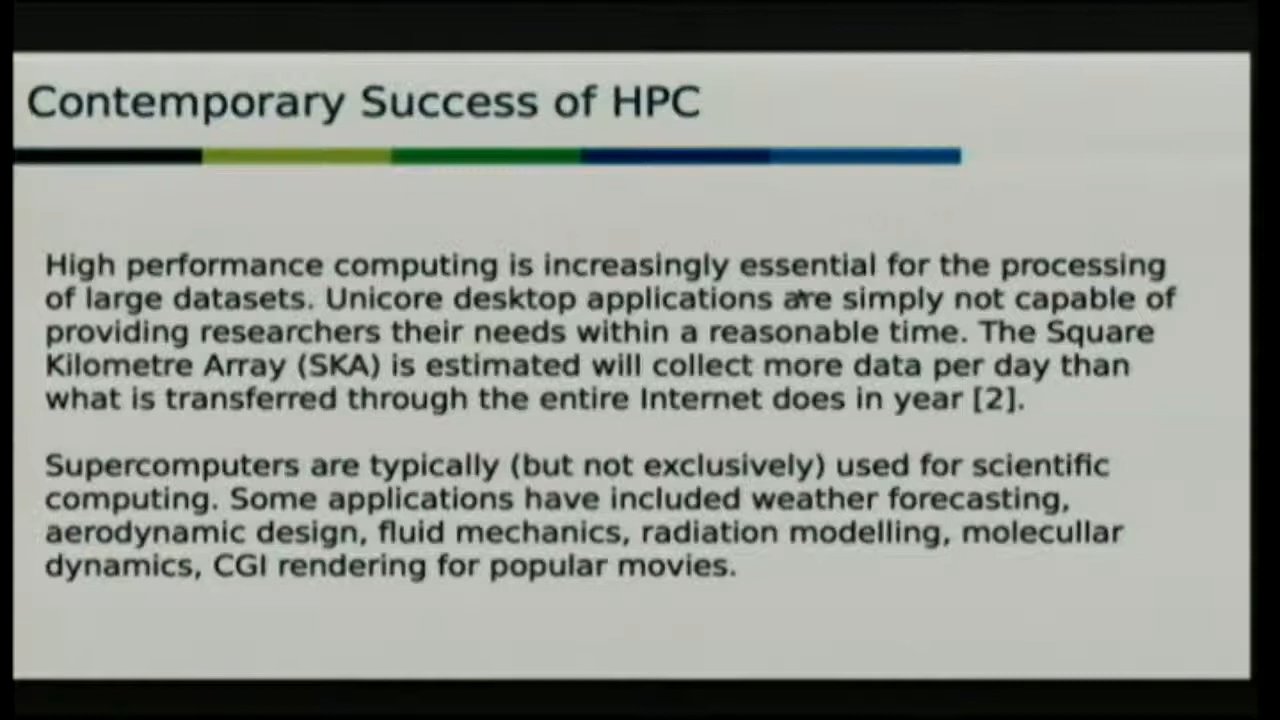 Contemporary Success of HPC
High performance computing is increasingly essential for the processing
of large datasets. Unicore desktop applications are simply not capable of
providing researchers their needs within a reasonable time. The Square
Kilometre Array (SKA) is estimated will collect more data per day than
what is transferred through the entire Internet does in year [2].
Supercomputers are typically (but not exclusively) used for scientific
computing. Some applications have included weather forecasting,
aerodynamic design, fluid mechanics, radiation modelling, molecullar
dynamics, CGI rendering for popular movies.